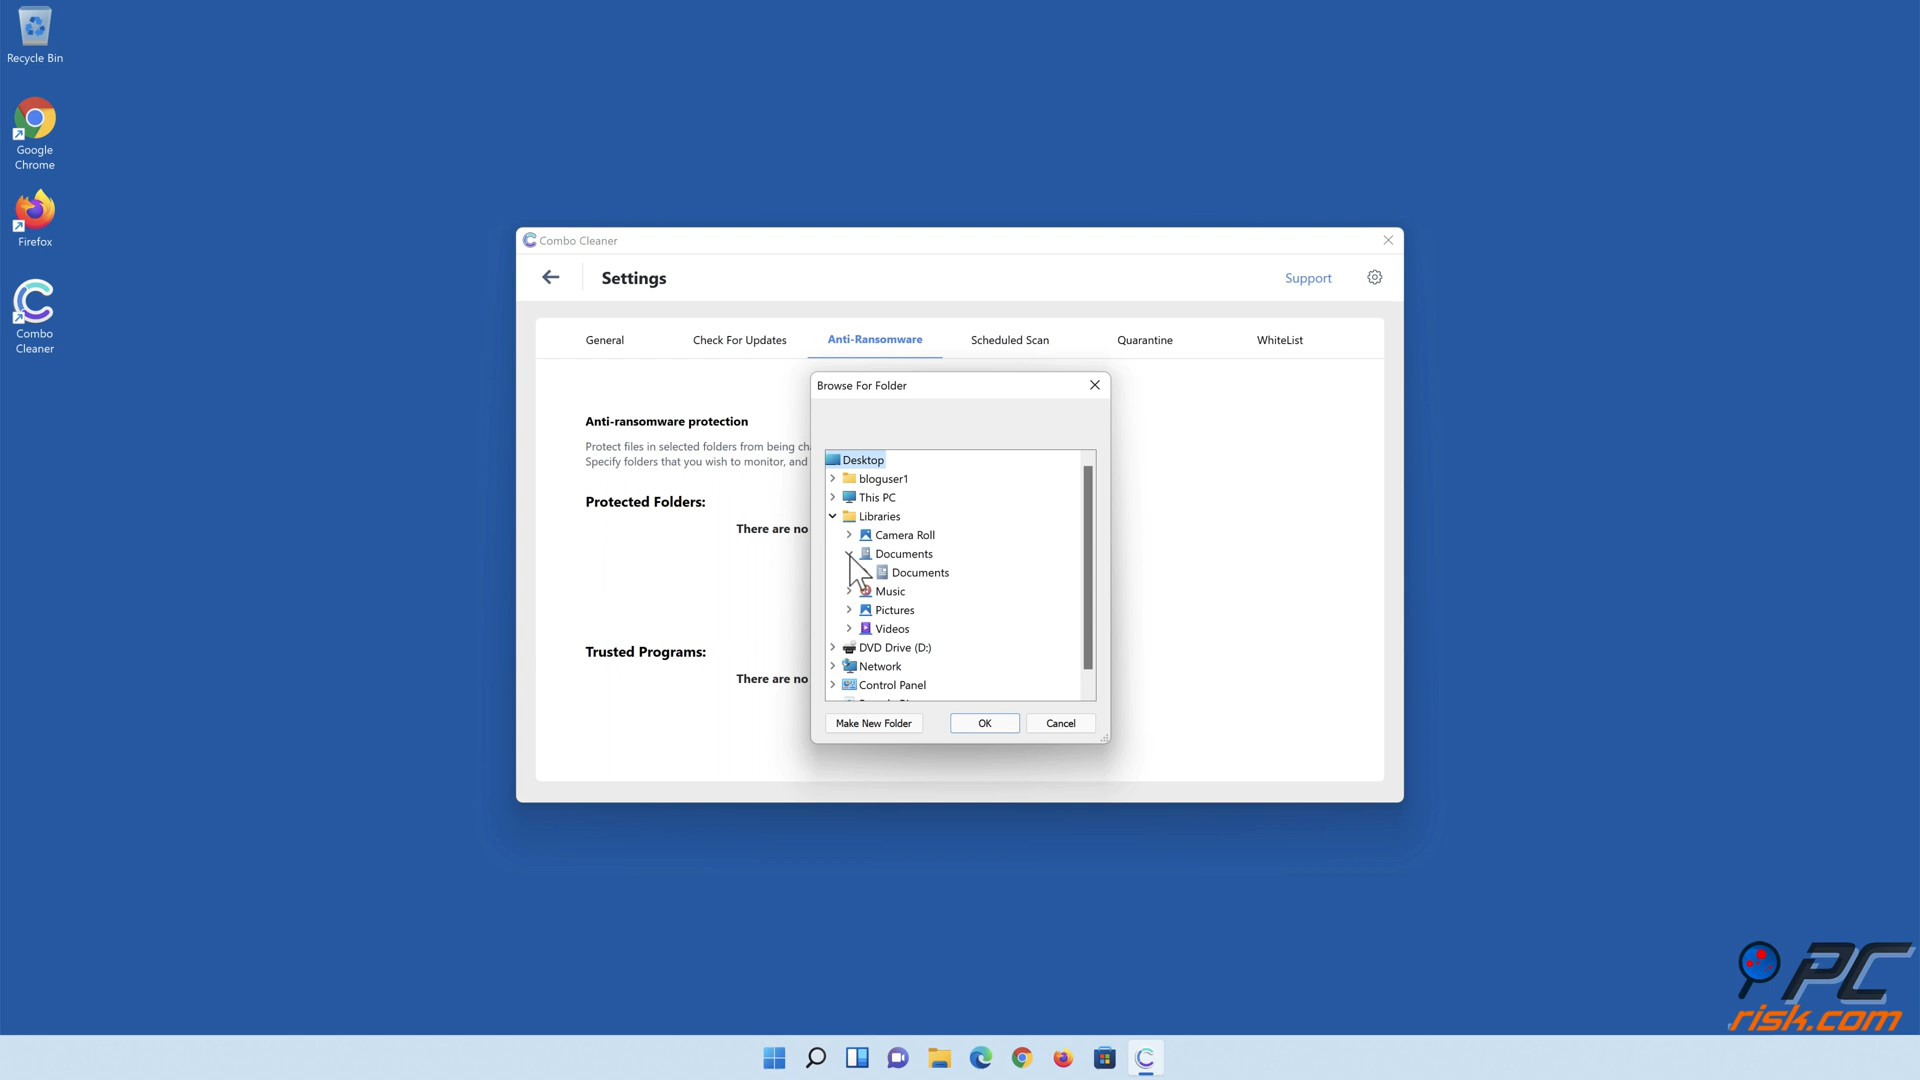 Recycle Bin
Google
Chrome
Firefox
Combo
Cleaner
Combo Cleaner
Settings
Support
General
Check For Updates
Anti-Ransomware
Scheduled Scan
Quarantine
WhiteList
Browse For Folder
Anti-ransomware protection
Protect files in selected folders from being
Specify folders that you wish to monitor, and
Protected Folders:
There are no
Trusted Programs:
There are no
Desktop
bloguser1
This PC
Libraries
Camera Roll
Documents
Documents
Music
Pictures
Videos
DVD Drive (D:)
Network
Control Panel
Make New Folder
OK
Cancel
PC
risk.com